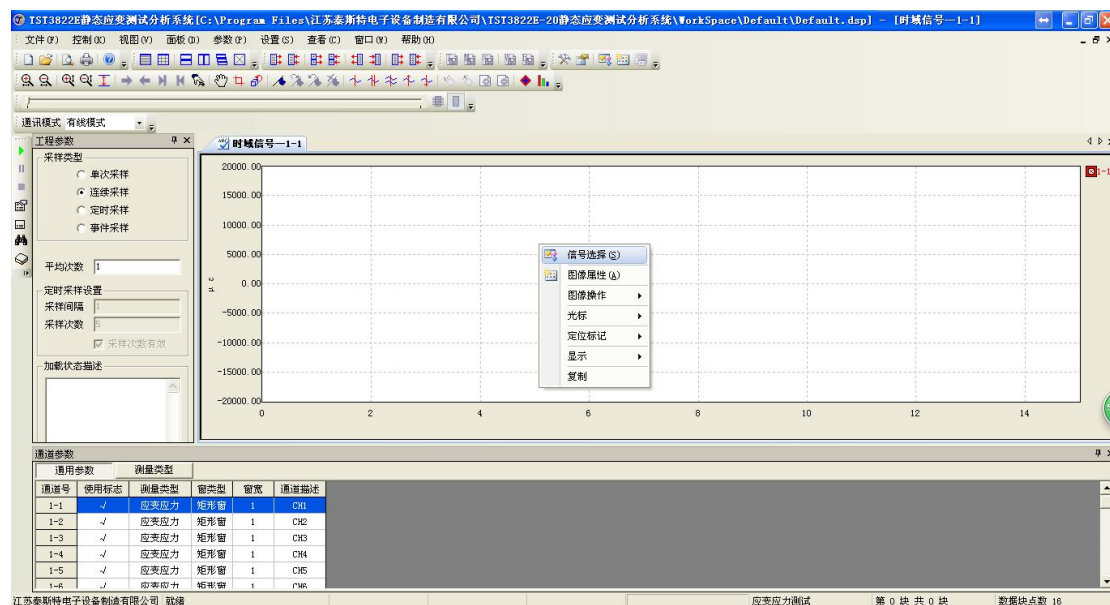 TST3822E静态应变测试分析系统[C:\Program Files\江苏泰斯特电子设备制造有限公司\TST3822E-20静态应变测试分析系统\WorkSpace\Default\Default.dsp] - [时域信号—1-1]
文件(F) 控制(K) 视图(V) 面板(D) 参数(P) 设置(S) 查看(C) 窗口(W) 帮助(H)
通讯模式 有线模式
工程参数
时域信号—1-1
采样类型
单次采样
连续采样
定时采样
事件采样
平均次数 1
定时采样设置
采样间隔 1
采样次数 5
采样次数有效
加载状态描述
20000.00
15000.00
10000.00
5000.00
0.00
-5000.00
-10000.00
-15000.00
-20000.00
με
0 2 4 6 8 10 12 14
1-1
信号选择(S)
图像属性(A)
图像操作
光标
定位标记
显示
复制
通道参数
通用参数 测量类型
通道号 使用标志 测量类型 窗类型 窗宽 通道描述
1-1 √ 应变应力 矩形窗 1 CH1
1-2 √ 应变应力 矩形窗 1 CH2
1-3 √ 应变应力 矩形窗 1 CH3
1-4 √ 应变应力 矩形窗 1 CH4
1-5 √ 应变应力 矩形窗 1 CH5
1-6 √ 应变应力 矩形窗 1 CH6
江苏泰斯特电子设备制造有限公司 就绪 应变应力测试 第 0 块 共 0 块 数据块点数 16